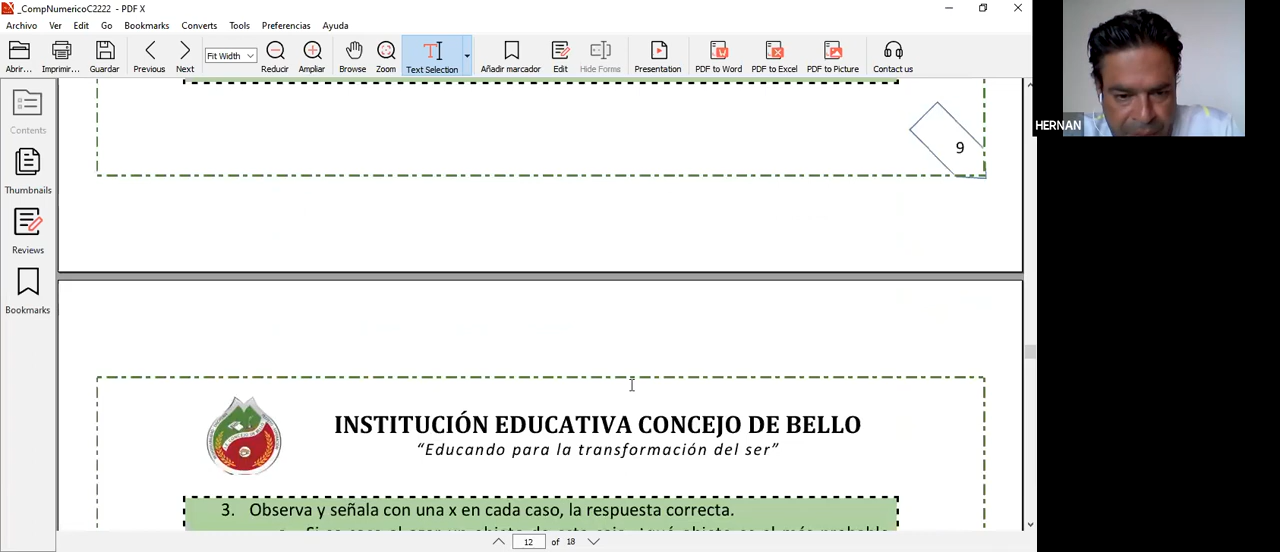 _CompNumericoC2222 - PDF X
Archivo Ver Edit Go Bookmarks Converts Tools Preferencias Ayuda
Abrir... Imprimir... Guardar Previous Next Fit Width Reducir Ampliar Browse Zoom Text Selection Añadir marcador Edit Hide Forms Presentation PDF to Word PDF to Excel PDF to Picture Contact us
Contents
Thumbnails
Reviews
Bookmarks
HERNAN
9
INSTITUCIÓN EDUCATIVA CONCEJO DE BELLO
“Educando para la transformación del ser”
3. Observa y señala con una x en cada caso, la respuesta correcta.
12 of 18